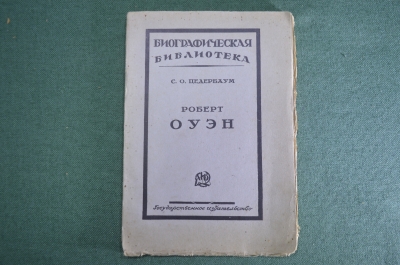 БИОГРАФИЧЕСКАЯ
БИБЛИОТЕКА
С. О. ЦЕДЕРБАУМ
РОБЕРТ
ОУЭН
Государственное издательство